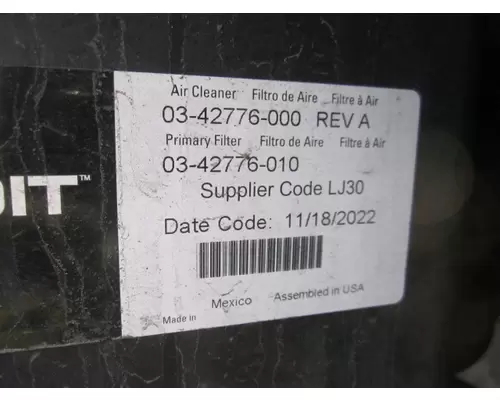 Air Cleaner Filtro de Aire Filtre à Air
03-42776-000 REV A
Primary Filter Filtro de Aire Filtre à Air
03-42776-010
Supplier Code LJ30
Date Code: 11/18/2022
Made in Mexico Assembled in USA
DIT™